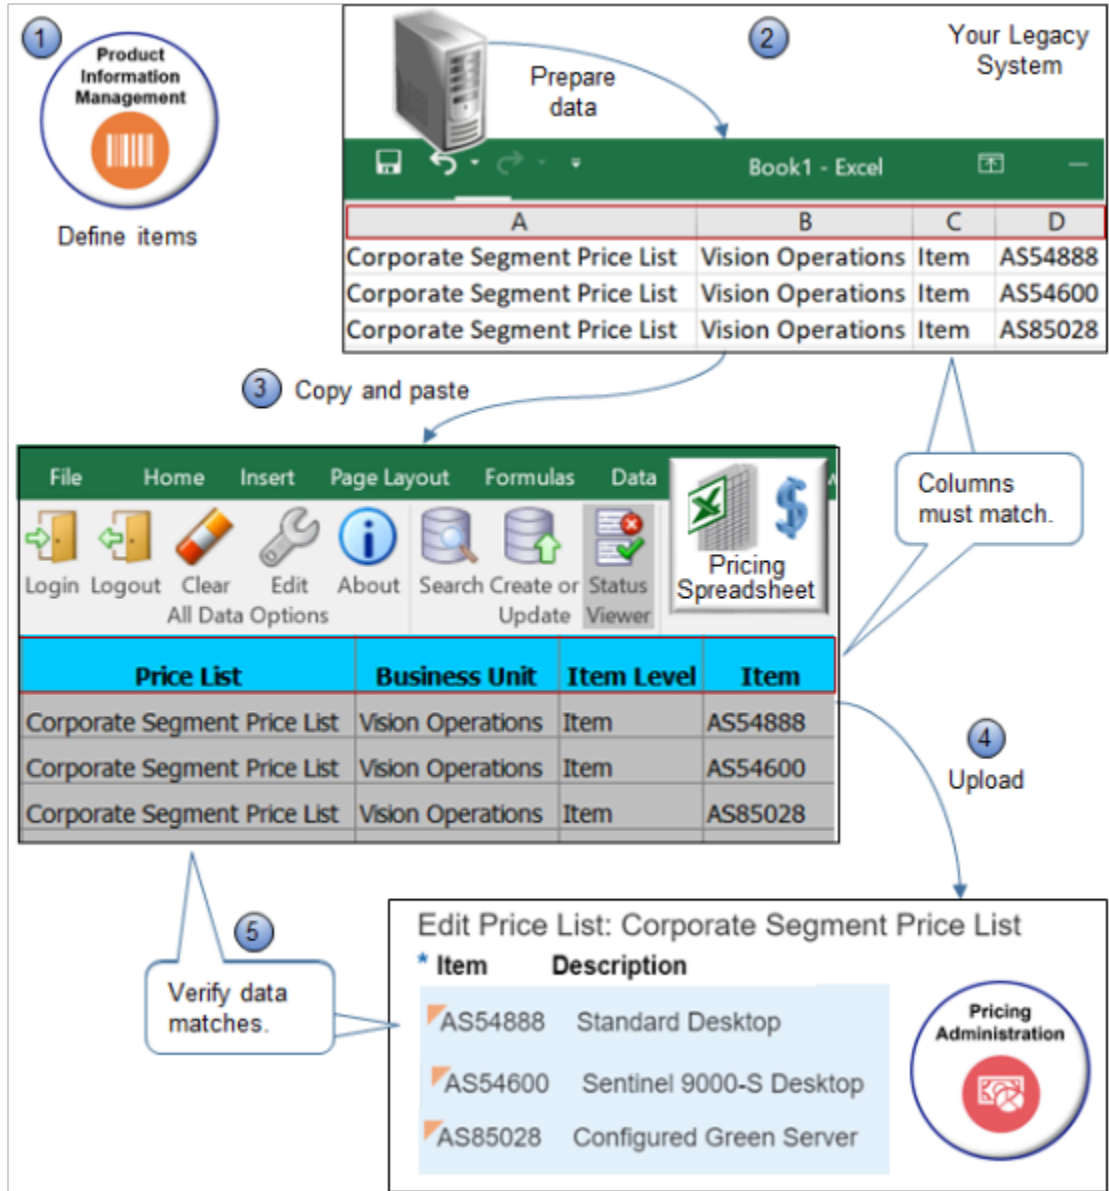 1
Product
Information
Management
Define items
2
Your Legacy
System
Prepare
data
Book1 - Excel
A B C D
Corporate Segment Price List Vision Operations Item AS54888
Corporate Segment Price List Vision Operations Item AS54600
Corporate Segment Price List Vision Operations Item AS85028
3 Copy and paste
Columns
must match.
File Home Insert Page Layout Formulas Data
Login Logout Clear Edit About Search Create or Status
All Data Options Update Viewer
Pricing
Spreadsheet
Price List Business Unit Item Level Item
Corporate Segment Price List Vision Operations Item AS54888
Corporate Segment Price List Vision Operations Item AS54600
Corporate Segment Price List Vision Operations Item AS85028
4
Upload
5
Verify data
matches.
Edit Price List: Corporate Segment Price List
* Item Description
AS54888 Standard Desktop
AS54600 Sentinel 9000-S Desktop
AS85028 Configured Green Server
Pricing
Administration